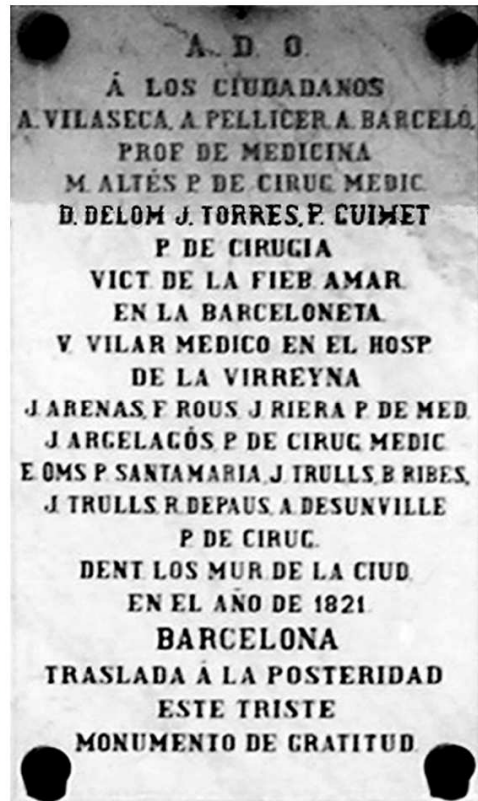 A. D. O.
Á LOS CIUDADANOS
A. VILASECA, A PELLICER, A. BARCELÓ,
PROF DE MEDICINA
M. ALTÉS P. DE CIRUG MEDIC
D. DELOM J. TORRES, P. GUIMET
P. DE CIRUGIA
VICT. DE LA FIEB AMAR.
EN LA BARCELONETA.
V. VILAR MEDICO EN EL HOSP
DE LA VIRREYNA
J. ARENAS, F. ROUS, J. RIERA P. DE MED.
J. ARGELAGÓS, P. DE CIRUG MEDIC
E. OMS P. SANTAMARIA, J. TRULLS, B. RIBES,
J. TRULLS, R. DEPAUS, A. DESUNVILLE
P. DE CIRUG.
DENT. LOS MUR. DE LA CIUD.
EN EL AÑO DE 1821
BARCELONA
TRASLADA Á LA POSTERIDAD
ESTE TRISTE
MONUMENTO DE GRATITUD.